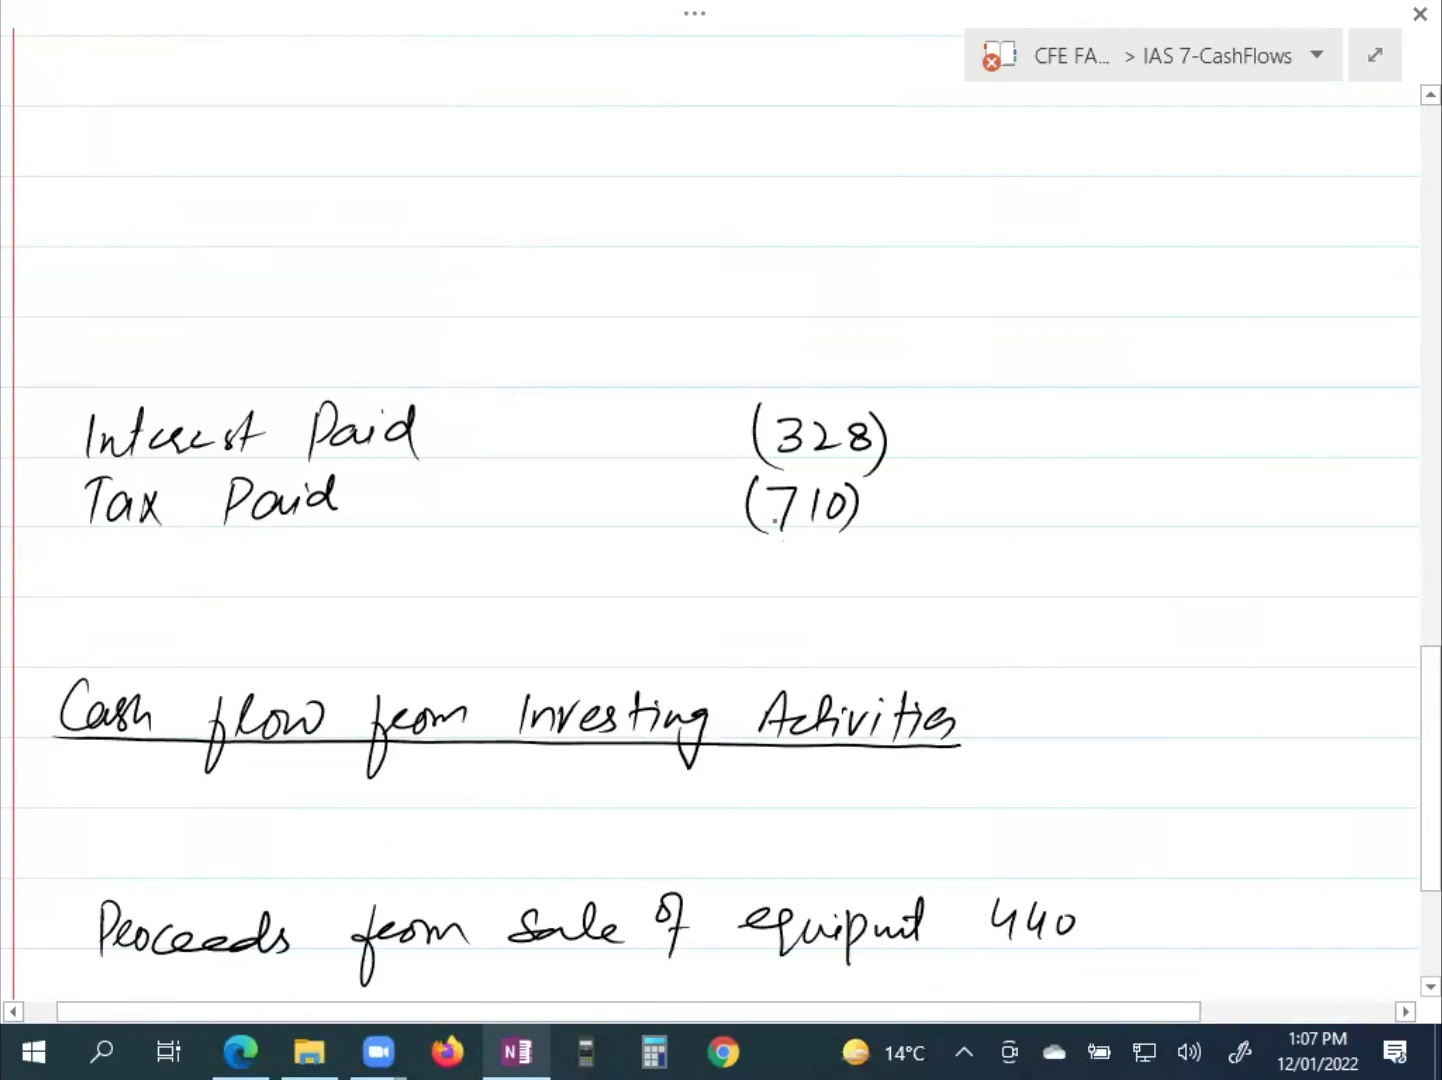 CFE FA... > IAS 7-CashFlows
Interest Paid (328)
Tax Paid (710)
Cash flow from Investing Activities
Proceeds from sale of equipmt 440
14°C
1:07 PM
12/01/2022